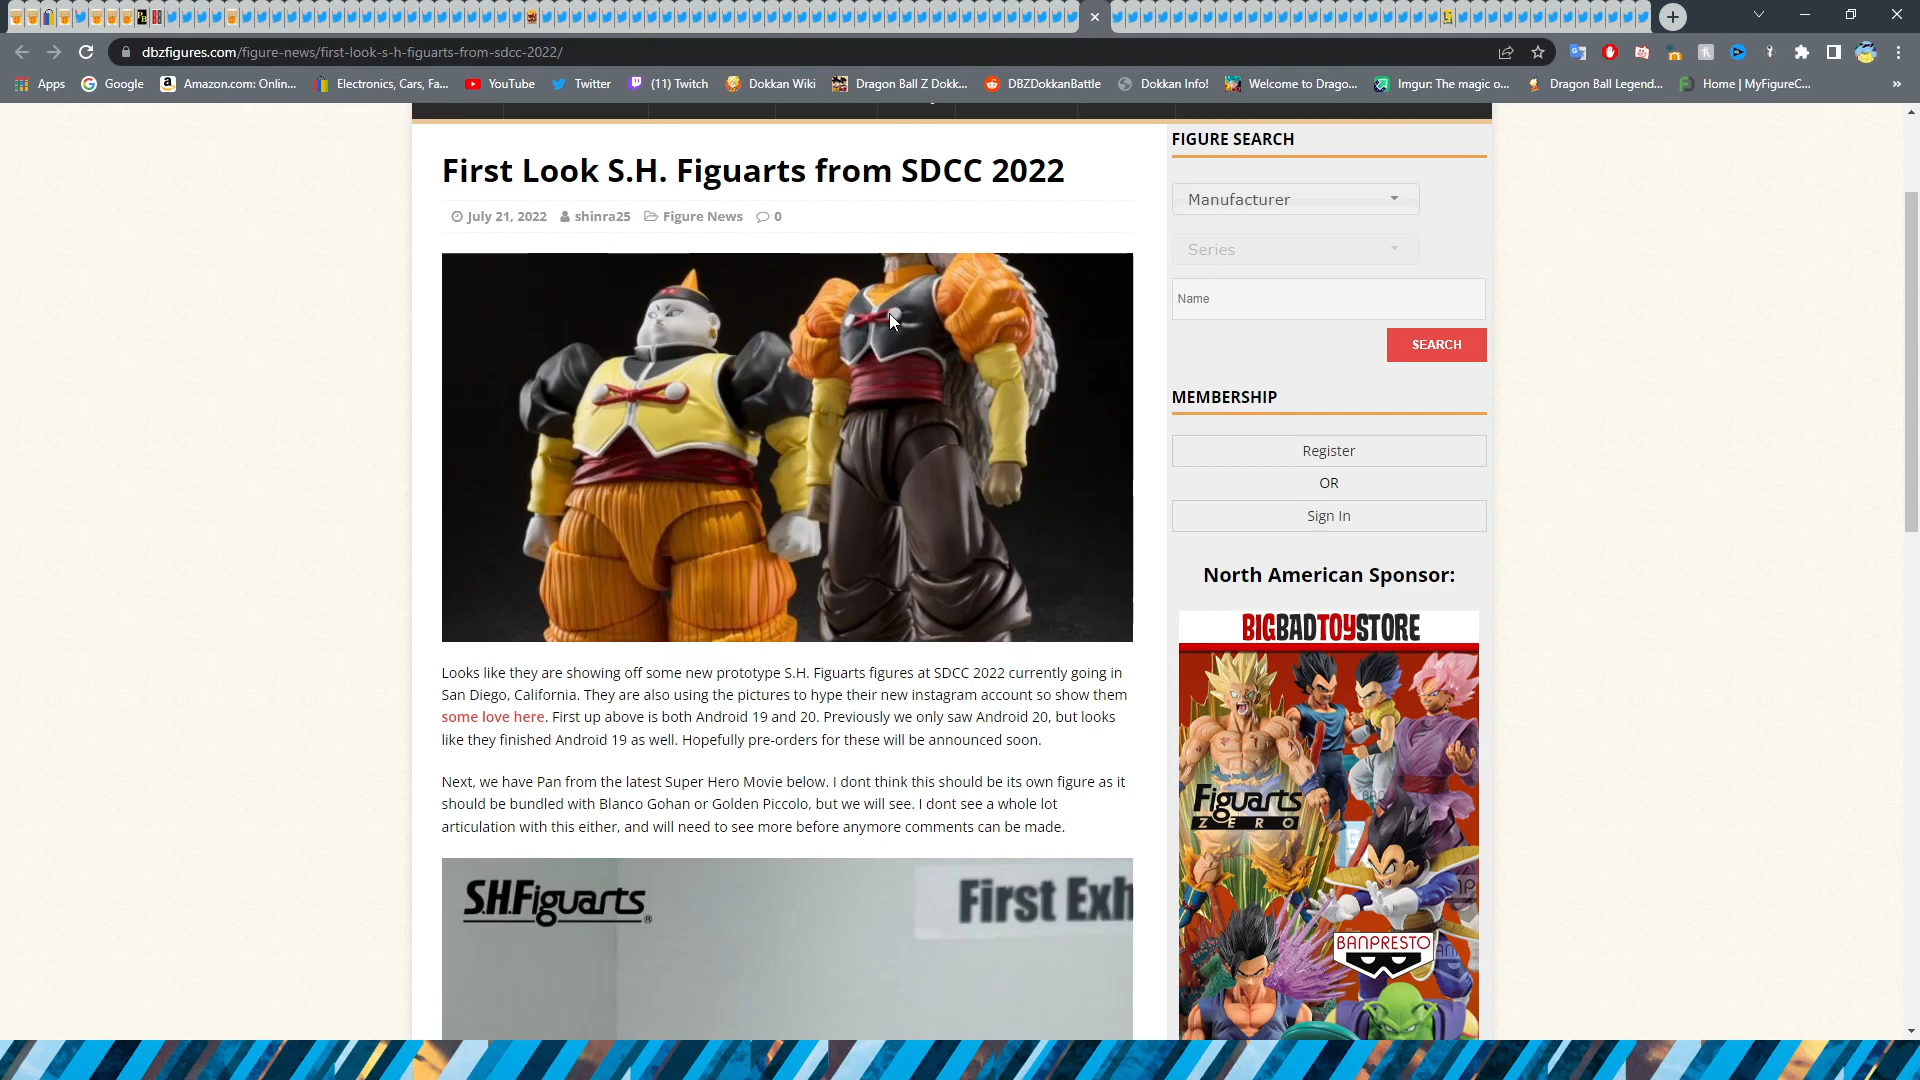 dbzfigures.com/figure-news/first-look-s-h-figuarts-from-sdcc-2022/
Apps
Google
Amazon.com: Onlin...
Electronics, Cars, Fa...
YouTube
Twitter
(11) Twitch
Dokkan Wiki
Dragon Ball Z Dokk...
DBZDokkanBattle
Dokkan Info!
Welcome to Drago...
Imgur: The magic o...
Dragon Ball Legend...
Home | MyFigureC...
»
First Look S.H. Figuarts from SDCC 2022
July 21, 2022 shinra25 Figure News 0
Looks like they are showing off some new prototype S.H. Figuarts figures at SDCC 2022 currently going in
San Diego, California. They are also using the pictures to hype their new instagram account so show them
some love here. First up above is both Android 19 and 20. Previously we only saw Android 20, but looks
like they finished Android 19 as well. Hopefully pre-orders for these will be announced soon.
Next, we have Pan from the latest Super Hero Movie below. I dont think this should be its own figure as it
should be bundled with Blanco Gohan or Golden Piccolo, but we will see. I dont see a whole lot
articulation with this either, and will need to see more before anymore comments can be made.
S.H.Figuarts®
First Exh
FIGURE SEARCH
Manufacturer
Series
Name
SEARCH
MEMBERSHIP
Register
OR
Sign In
North American Sponsor:
BIGBADTOYSTORE
Figuarts
ZERO
BANPRESTO